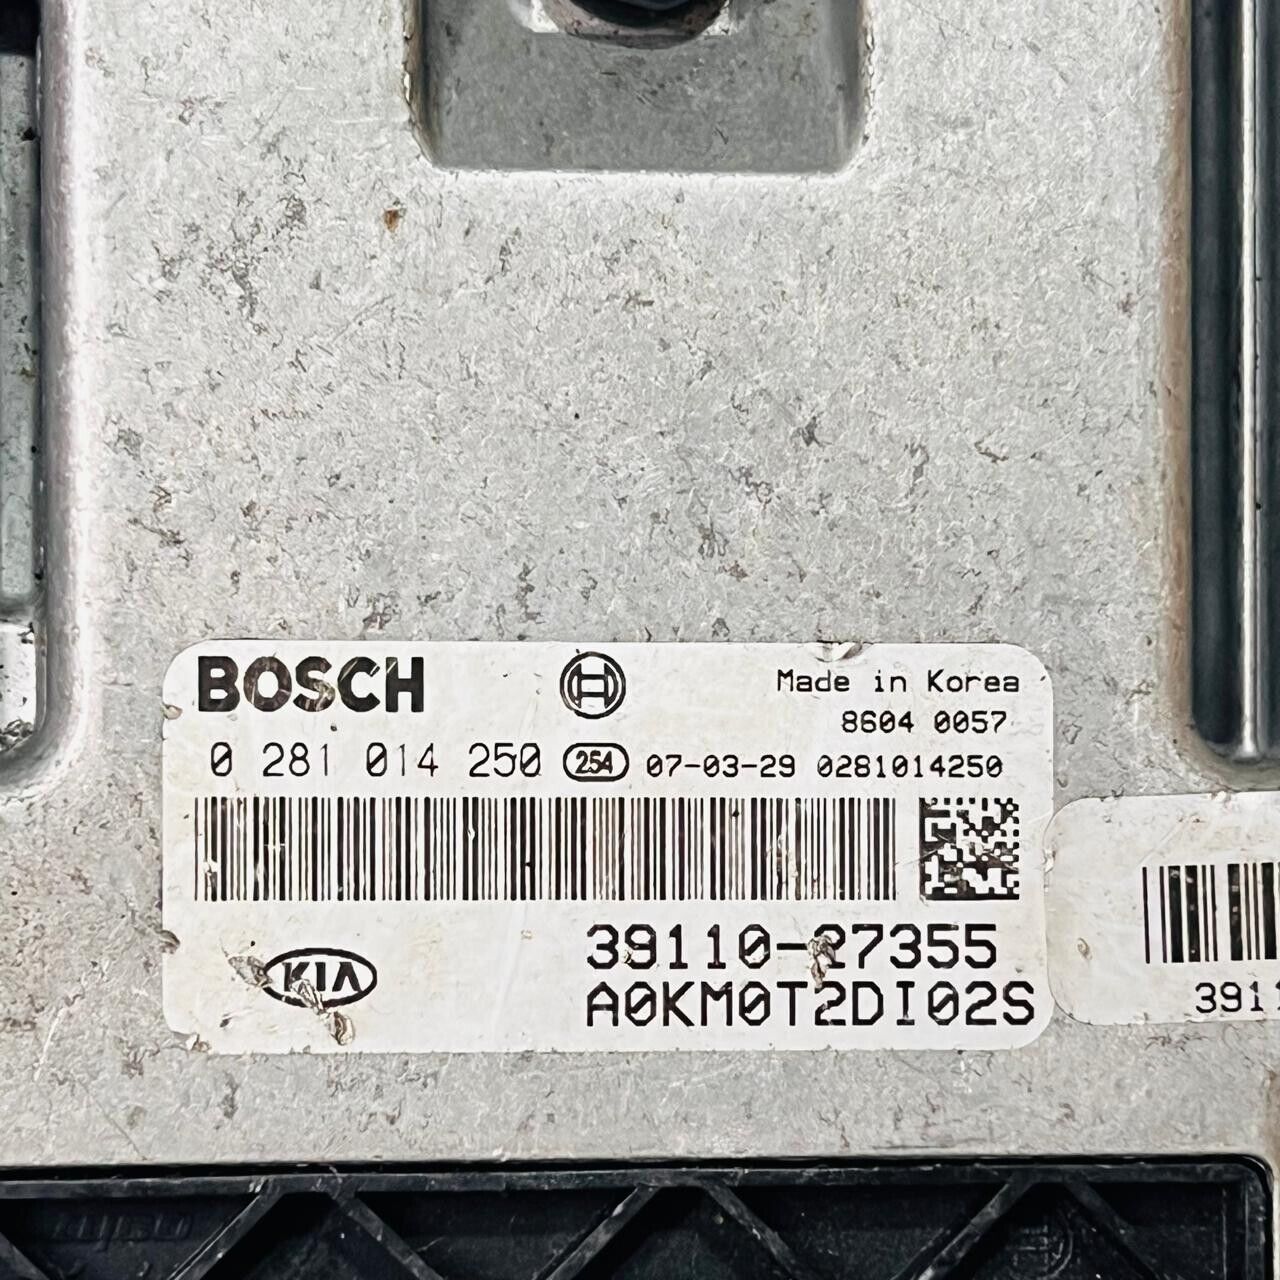 BOSCH
Made in Korea
8604 0057
0 281 014 250 254 07-03-29 0281014250
39110-27355
KIA
A0KM0T2DI02S
3911